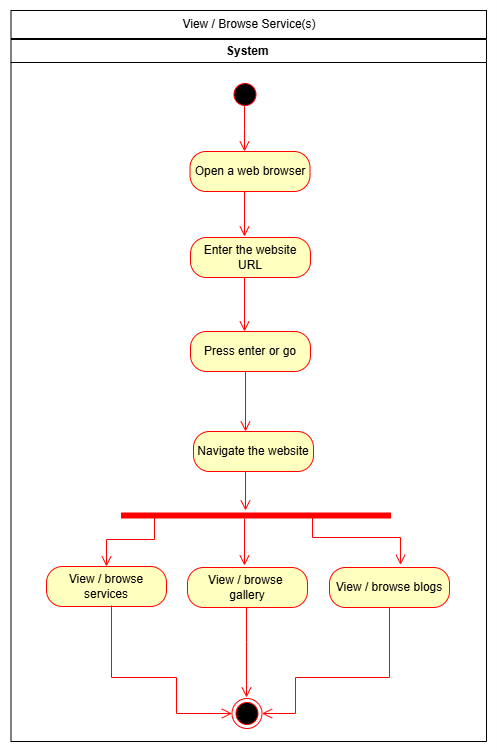 View / Browse Service(s)
System
Open a web browser
Enter the website
URL
Press enter or go
Navigate the website
View / browse
services
View / browse
gallery
View / browse blogs